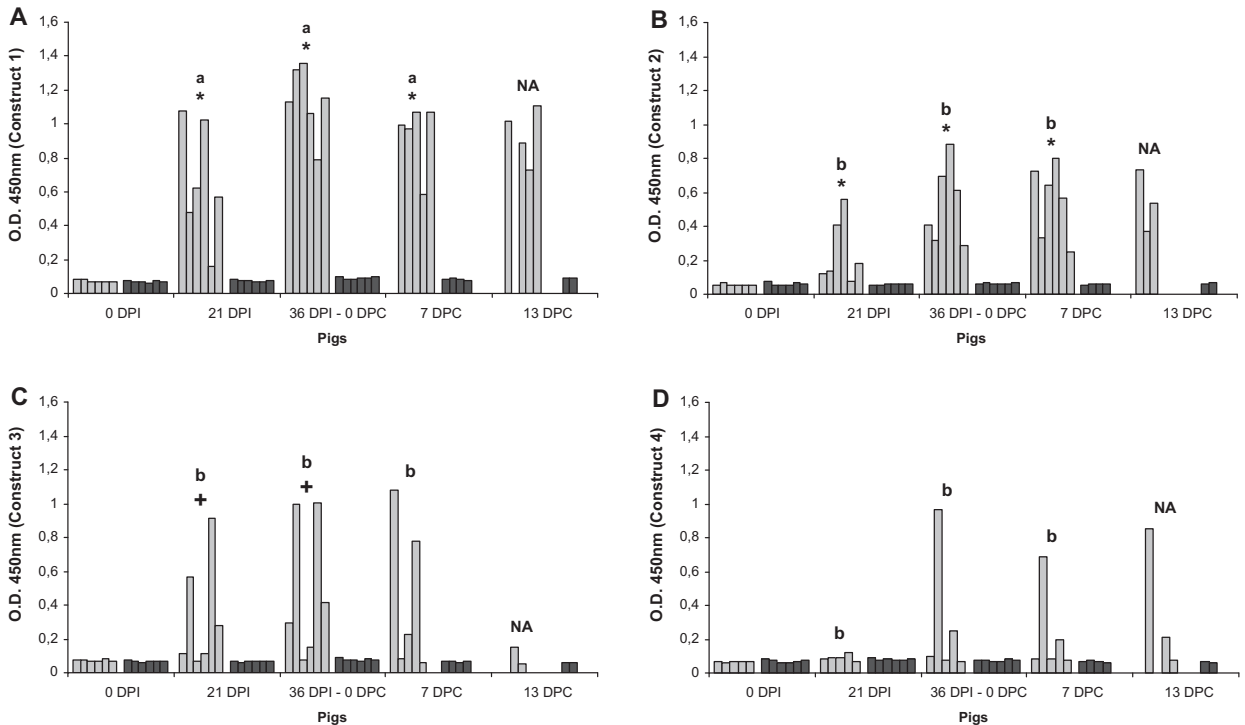 A
O.D. 450nm (Construct 1)
1,6
1,4
1,2
1
0,8
0,6
0,4
0,2
0
a
*
a
*
a
*
NA
0 DPI 21 DPI 36 DPI - 0 DPC 7 DPC 13 DPC
Pigs
B
O.D. 450nm (Construct 2)
1,6
1,4
1,2
1
0,8
0,6
0,4
0,2
0
b
*
b
*
b
*
NA
0 DPI 21 DPI 36 DPI - 0 DPC 7 DPC 13 DPC
Pigs
C
O.D. 450nm (Construct 3)
1,6
1,4
1,2
1
0,8
0,6
0,4
0,2
0
b
+
b
+
b
NA
0 DPI 21 DPI 36 DPI - 0 DPC 7 DPC 13 DPC
Pigs
D
O.D. 450nm (Construct 4)
1,6
1,4
1,2
1
0,8
0,6
0,4
0,2
0
b
b
b
NA
0 DPI 21 DPI 36 DPI - 0 DPC 7 DPC 13 DPC
Pigs